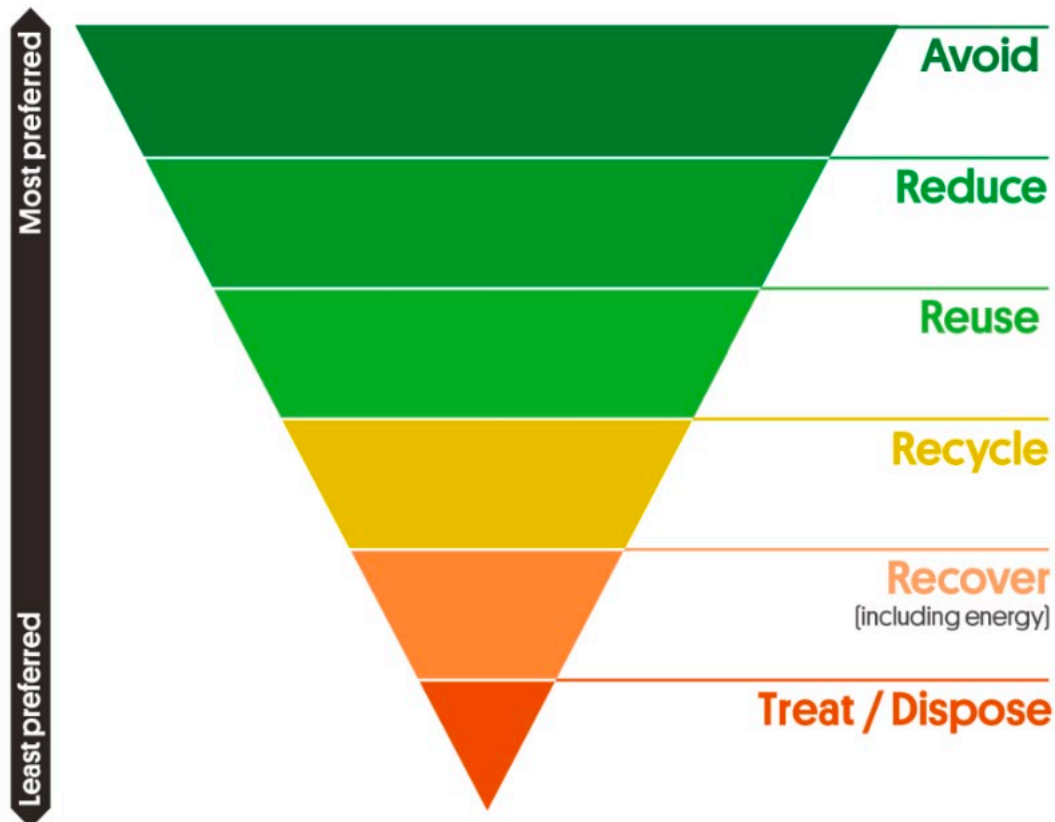 Most preferred
Avoid
Reduce
Reuse
Recycle
Recover
(including energy)
Treat / Dispose
Least preferred